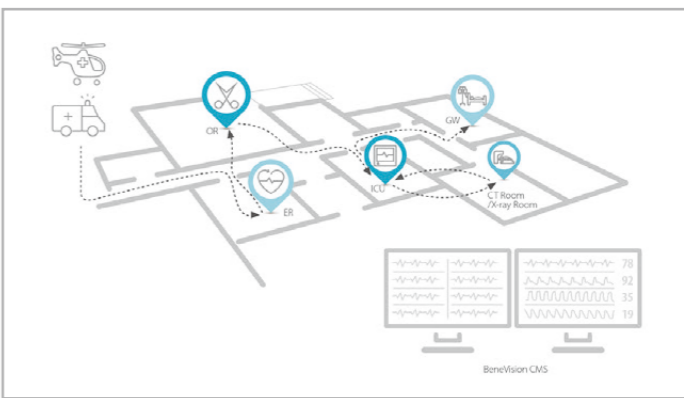 OR
GW
ICU
CT Room
/X-ray Room
ER
78
92
35
19
BeneVision CMS